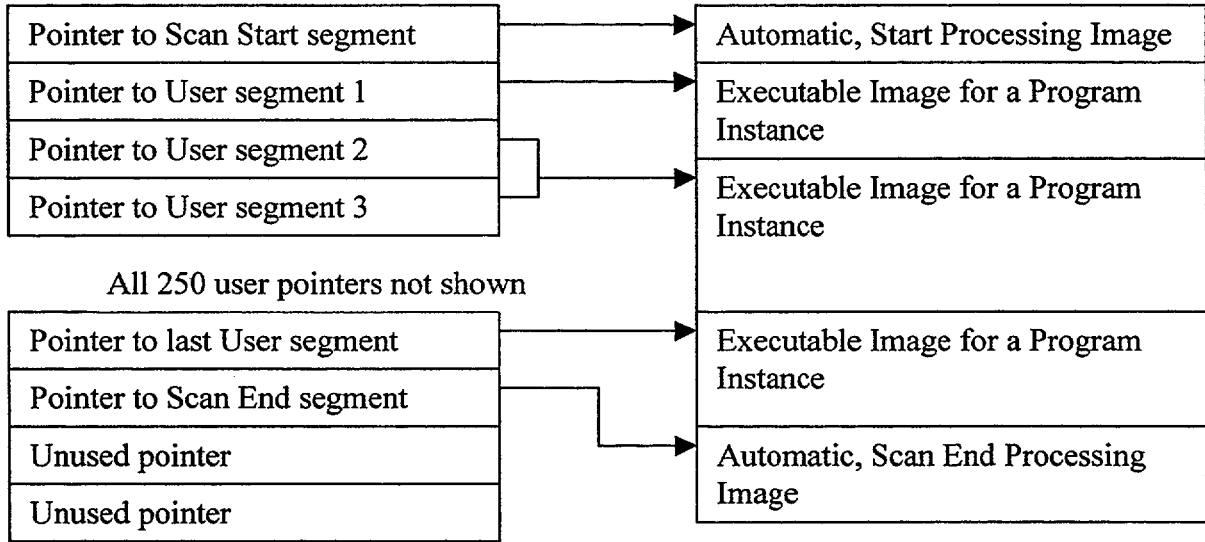 Pointer to Scan Start segment
Pointer to User segment 1
Pointer to User segment 2
Pointer to User segment 3
All 250 user pointers not shown
Pointer to last User segment
Pointer to Scan End segment
Unused pointer
Unused pointer
Automatic, Start Processing Image
Executable Image for a Program
Instance
Executable Image for a Program
Instance
Executable Image for a Program
Instance
Automatic, Scan End Processing
Image